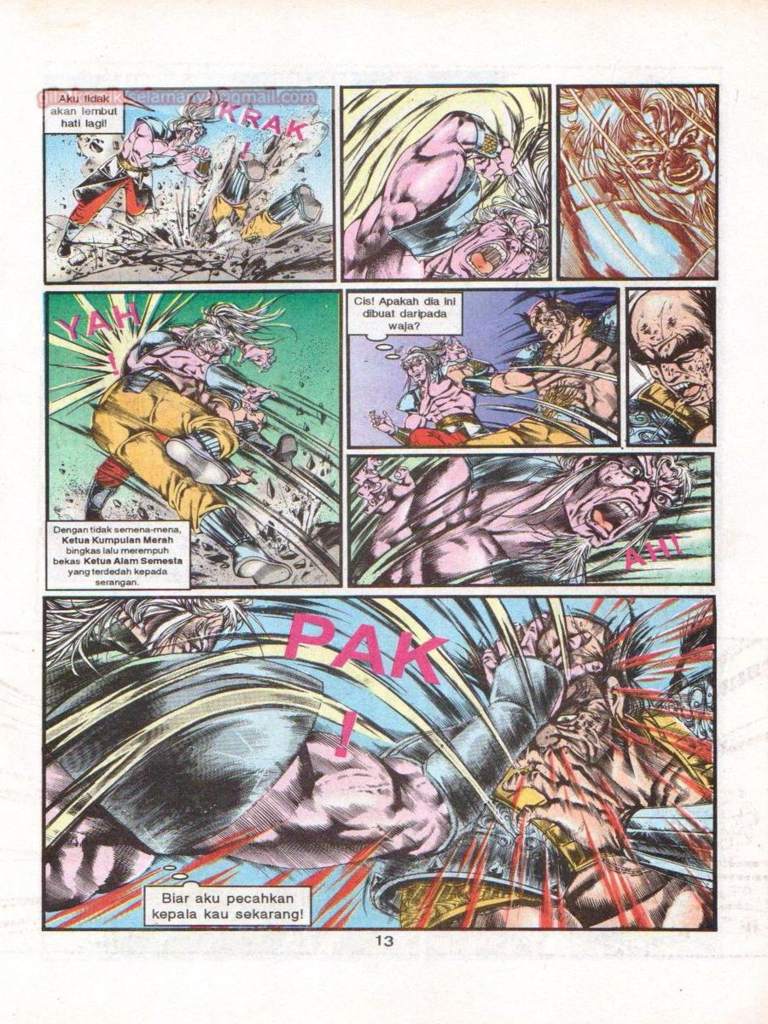 Aku tidak
akan lembut
hati lagi!
KRAK
!
YAH
!
Cis! Apakah dia ini
dibuat daripada
waja?
Dengan tidak semena-mena,
Ketua Kumpulan Merah
bingkas lalu merempuh
bekas Ketua Alam Semesta
yang terdedah kepada
serangan.
AH!
PAK
!
Biar aku pecahkan
kepala kau sekarang!
13